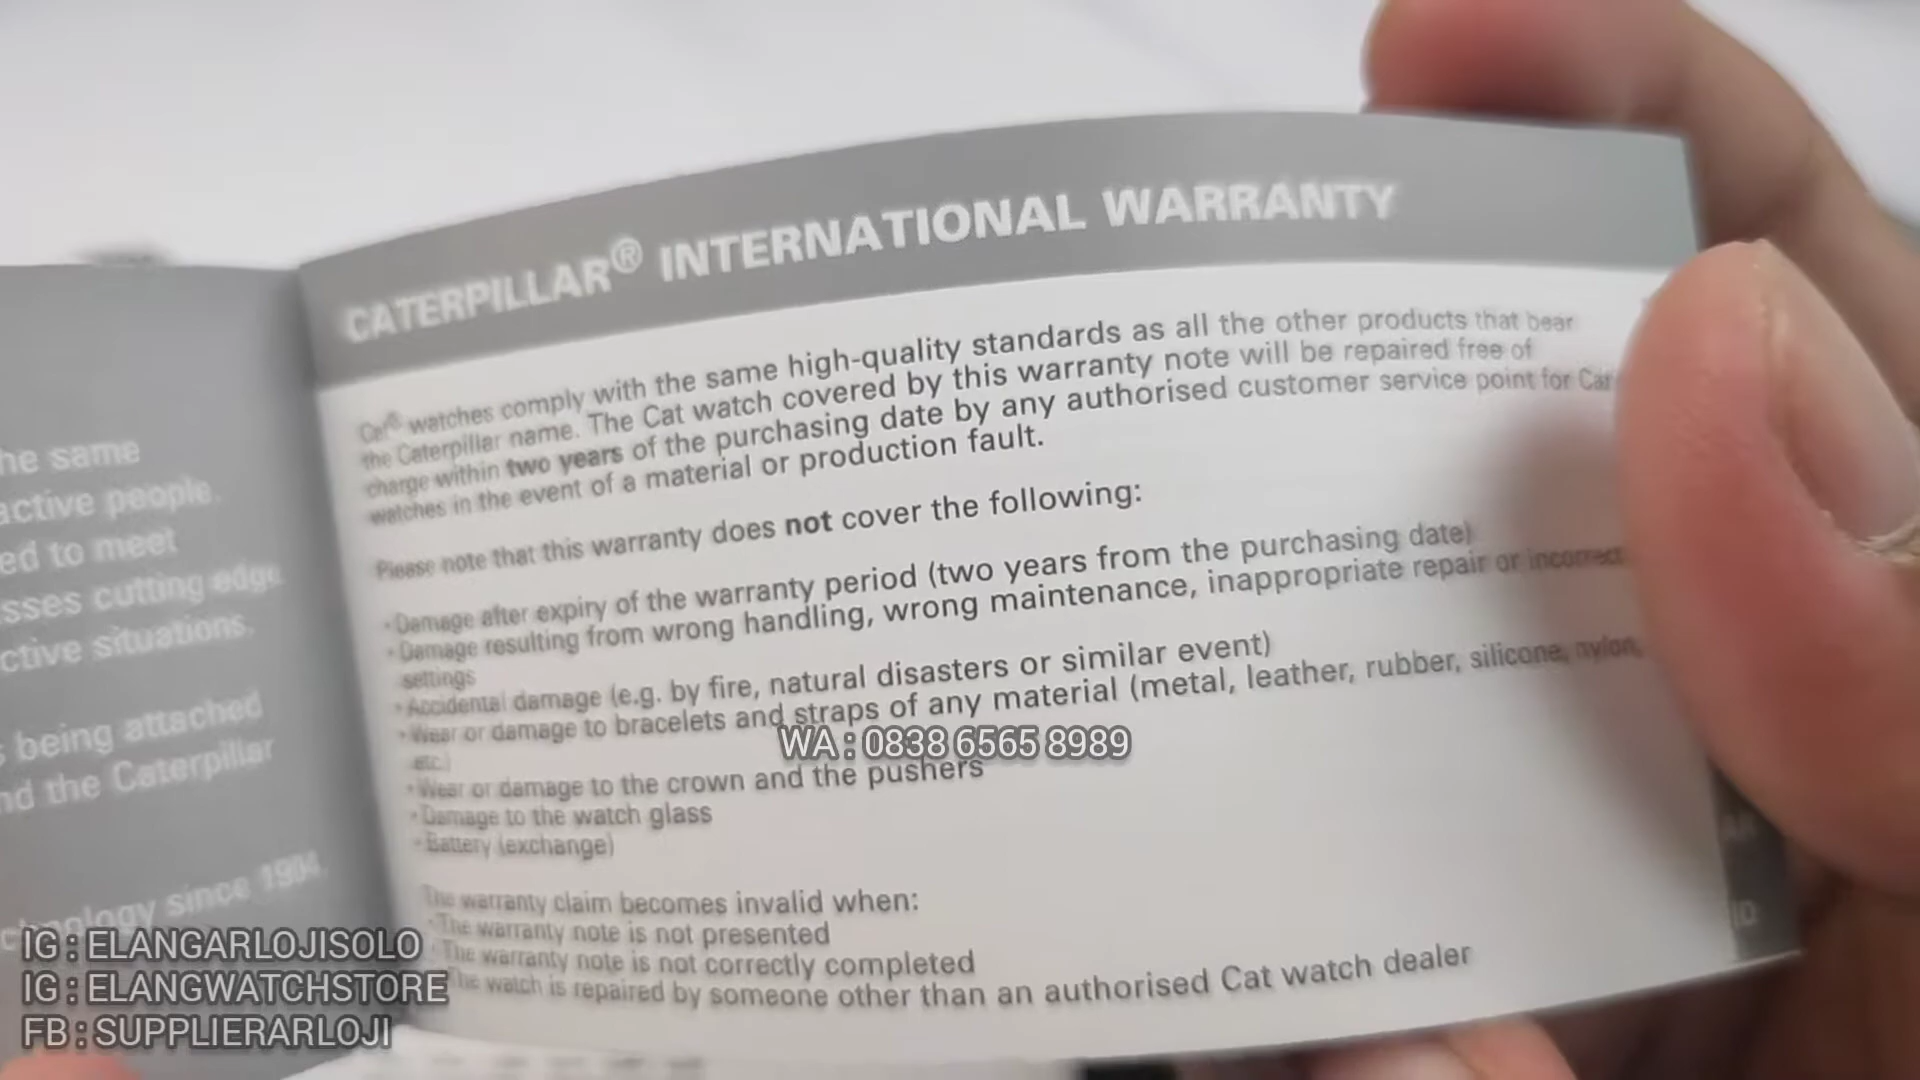 he same
active people.
ed to meet
sses cutting edge
ctive situations.
being attached
nd the Caterpillar
chnology since 1904.
CATERPILLAR® INTERNATIONAL WARRANTY
Cat® watches comply with the same high-quality standards as all the other products that bear
the Caterpillar name. The Cat watch covered by this warranty note will be repaired free of
charge within two years of the purchasing date by any authorised customer service point for Cat
watches in the event of a material or production fault.
Please note that this warranty does not cover the following:
• Damage after expiry of the warranty period (two years from the purchasing date)
• Damage resulting from wrong handling, wrong maintenance, inappropriate repair or incorrect
settings
• Accidental damage (e.g. by fire, natural disasters or similar event)
• Wear or damage to bracelets and straps of any material (metal, leather, rubber, silicone, nylon,
etc.)
• Wear or damage to the crown and the pushers
• Damage to the watch glass
• Battery (exchange)
The warranty claim becomes invalid when:
• The warranty note is not presented
• The warranty note is not correctly completed
• The watch is repaired by someone other than an authorised Cat watch dealer
WA : 0838 6565 8989
IG : ELANGARLOJISOLO
IG : ELANGWATCHSTORE
FB : SUPPLIERARLOJI